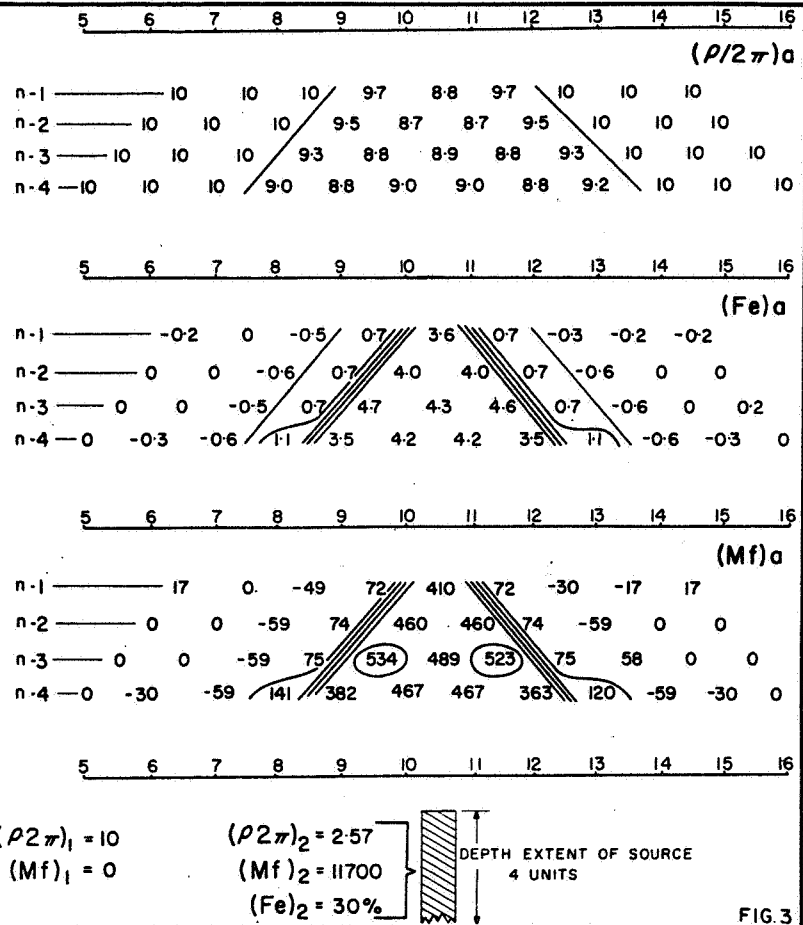 5 6 7 8 9 10 11 12 13 14 15 16
(ρ/2π)a
n-1 10 10 10 9.7 8.8 9.7 10 10 10
n-2 10 10 10 9.5 8.7 8.7 9.5 10 10 10
n-3 10 10 10 9.3 8.8 8.9 8.8 9.3 10 10 10
n-4 10 10 10 9.0 8.8 9.0 9.0 8.8 9.2 10 10 10
5 6 7 8 9 10 11 12 13 14 15 16
(Fe)a
n-1 -0.2 0 -0.5 0.7 3.6 0.7 -0.3 -0.2 -0.2
n-2 0 0 -0.6 0.7 4.0 4.0 0.7 -0.6 0 0
n-3 0 0 -0.5 0.7 4.7 4.3 4.6 0.7 -0.6 0 0.2
n-4 0 -0.3 -0.6 1.1 3.5 4.2 4.2 3.5 1.1 -0.6 -0.3 0
5 6 7 8 9 10 11 12 13 14 15 16
(Mf)a
n-1 17 0. -49 72 410 72 -30 -17 17
n-2 0 0 -59 74 460 460 74 -59 0 0
n-3 0 0 -59 75 534 489 523 75 58 0 0
n-4 0 -30 -59 141 382 467 467 363 120 -59 -30 0
5 6 7 8 9 10 11 12 13 14 15 16
(ρ2π)1 = 10 (ρ2π)2 = 2.57
(Mf)1 = 0 (Mf)2 = 11700
(Fe)2 = 30%
DEPTH EXTENT OF SOURCE
4 UNITS
FIG.3